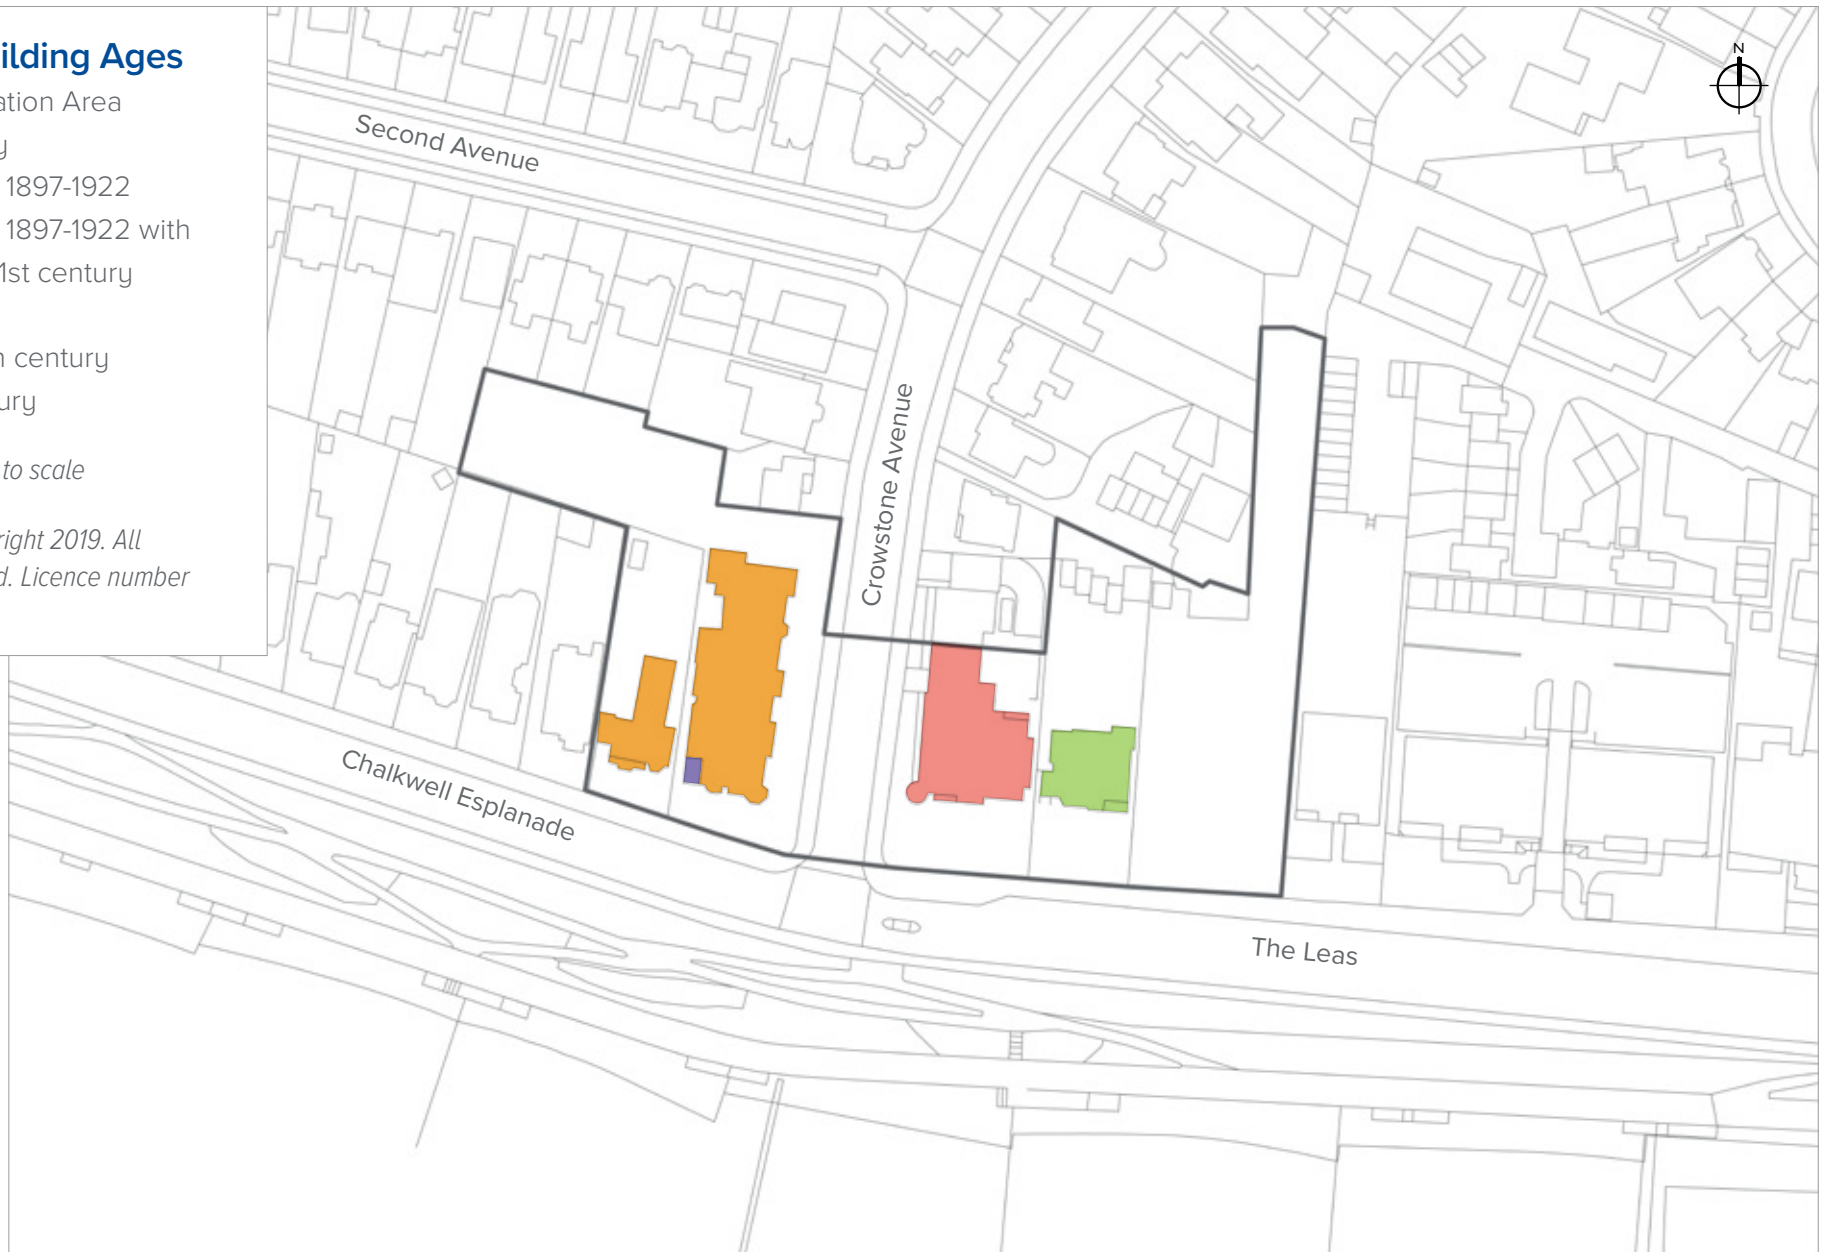 ilding Ages
ation Area
y
1897-1922
1897-1922 with
1st century
n century
ury
to scale
right 2019. All
d. Licence number
N
Second Avenue
Crowstone Avenue
Chalkwell Esplanade
The Leas